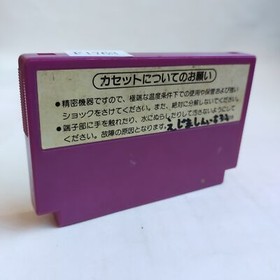 カセットについてのお願い
●精密機器ですので、極端な温度条件下での使用や保管および強い
ショックをさけてください。また、絶対に分解しないでください。
●端子部に手を触れたり、水にぬらしたりして汚さないようにして
ください。故障の原因となります。